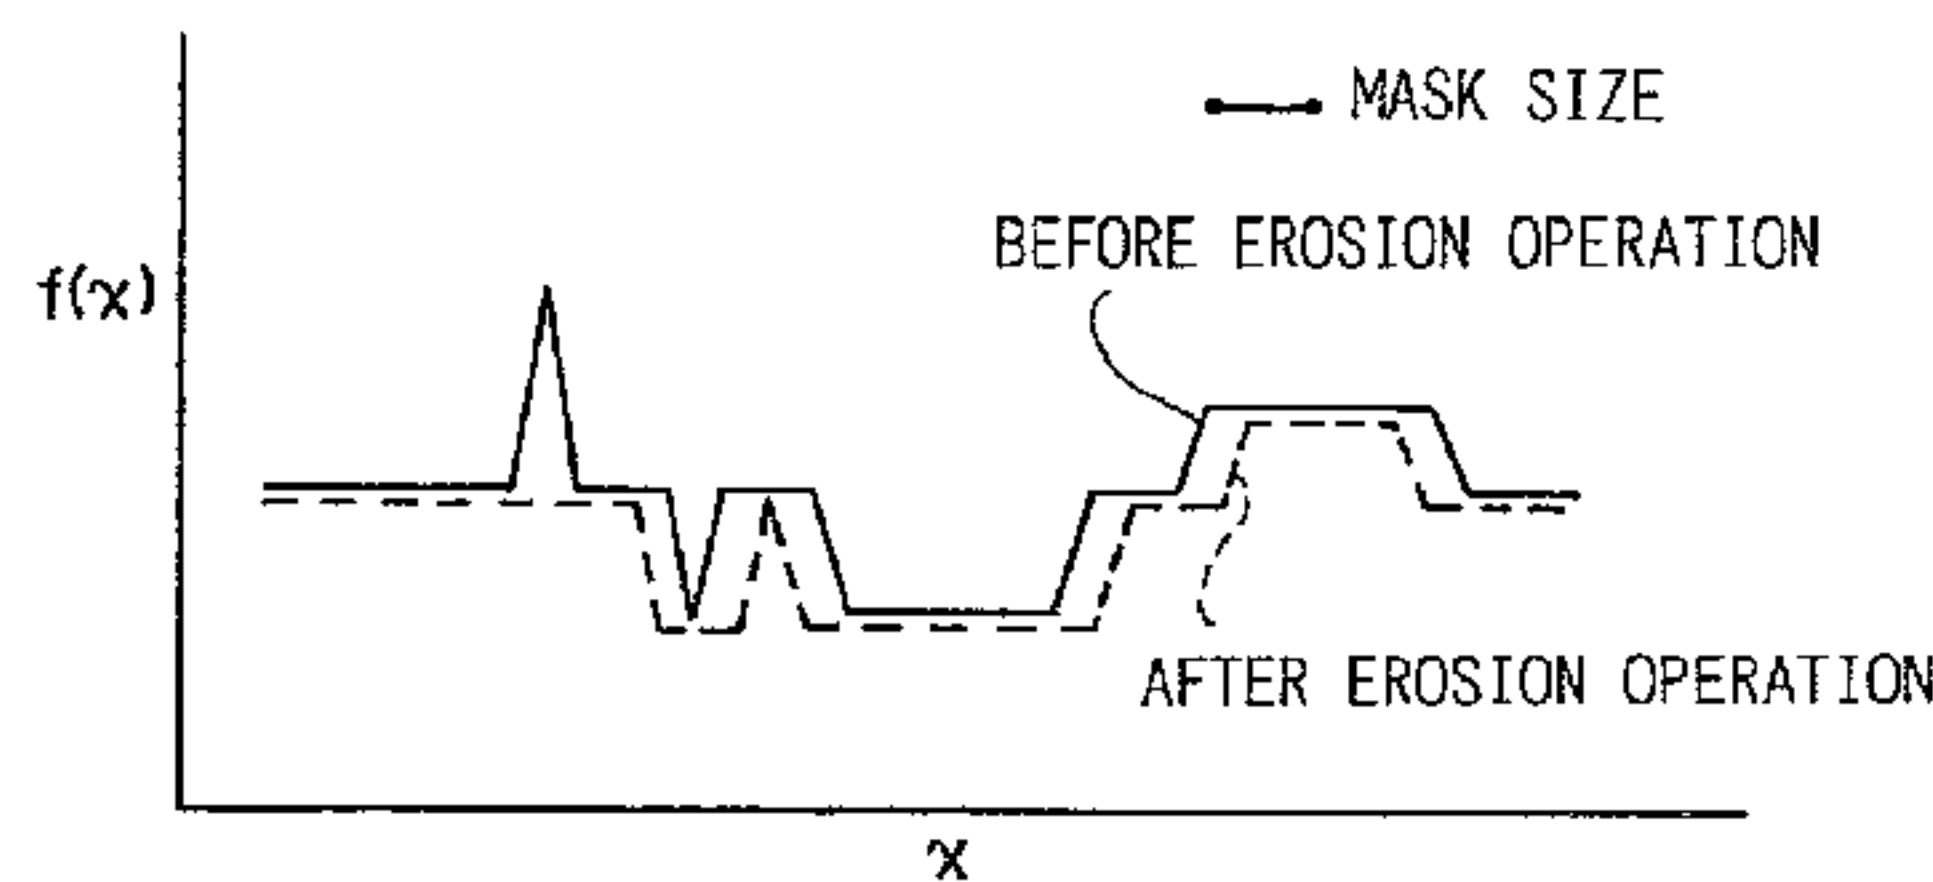 MASK SIZE
BEFORE EROSION OPERATION
f(x)
AFTER EROSION OPERATION
x